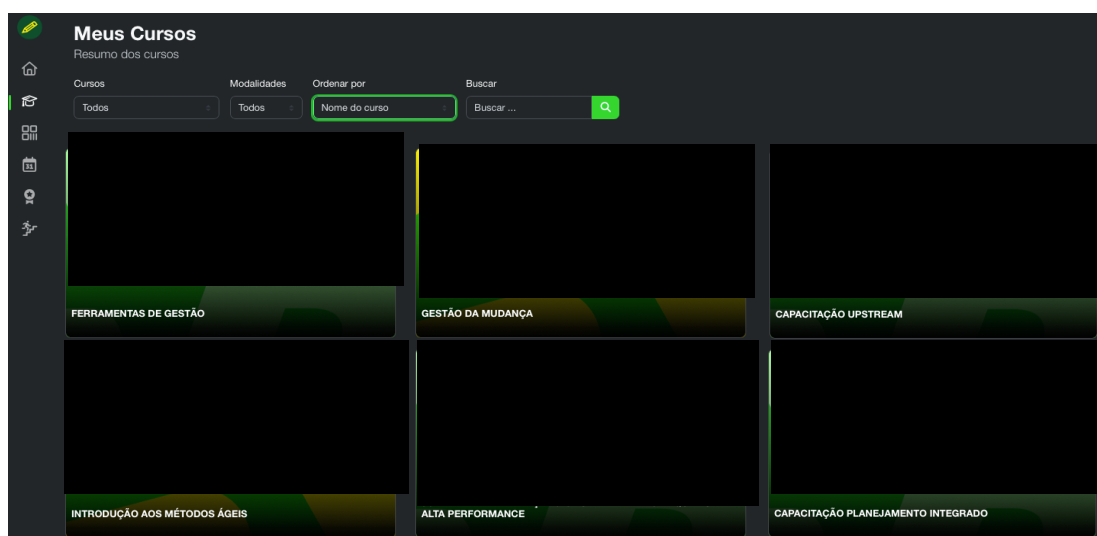 Meus Cursos
Resumo dos cursos
Cursos
Modalidades
Ordenar por
Buscar
Todos
Todos
Nome do curso
Buscar ...
31
FERRAMENTAS DE GESTÃO
GESTÃO DA MUDANÇA
CAPACITAÇÃO UPSTREAM
INTRODUÇÃO AOS MÉTODOS ÁGEIS
ALTA PERFORMANCE
CAPACITAÇÃO PLANEJAMENTO INTEGRADO